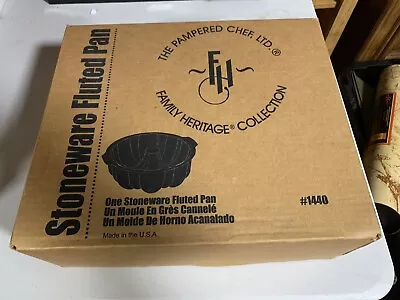 Stoneware Fluted Pan
THE PAMPERED CHEF, LTD.®
FH
FAMILY HERITAGE® COLLECTION
One Stoneware Fluted Pan
Un Moule En Grès Cannelé
Un Molde De Horno Acanalado
Made in the U.S.A.
#1440